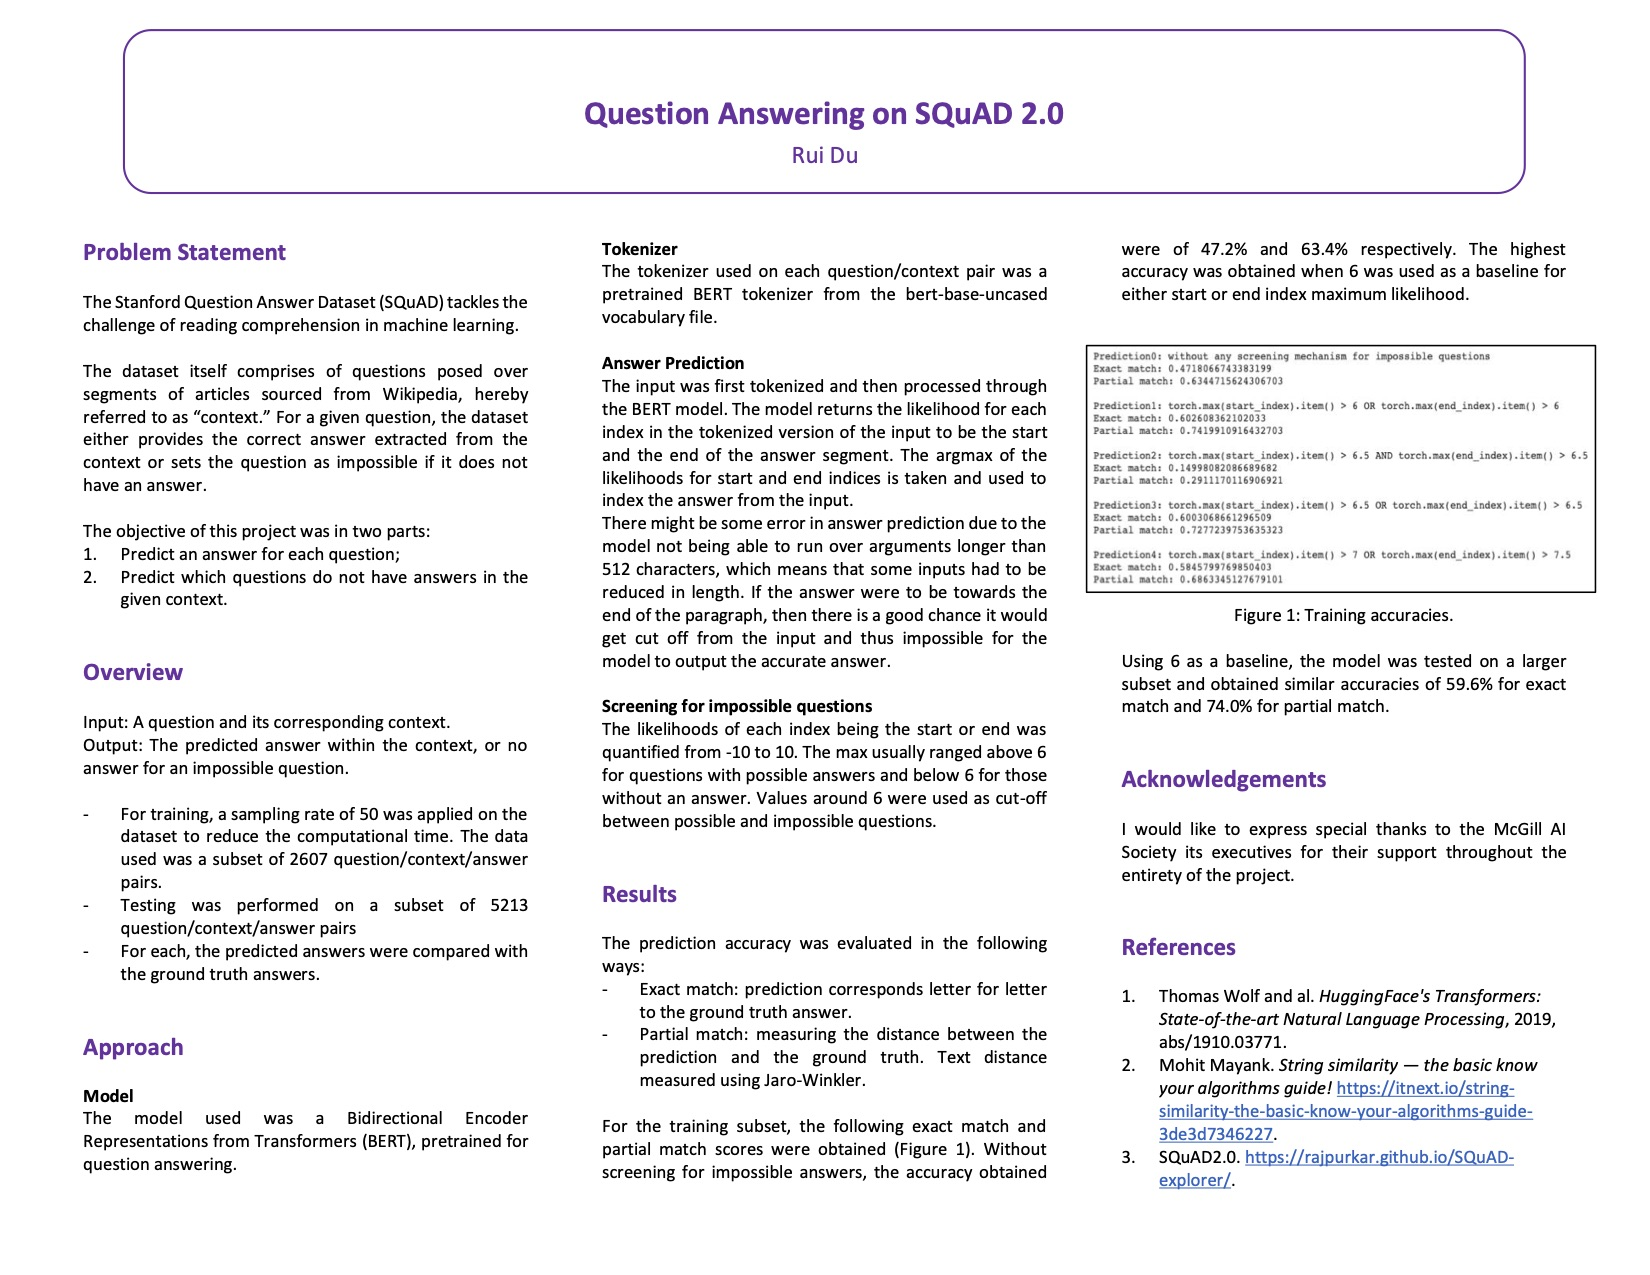 Question Answering on SQuAD 2.0
Rui Du
Problem Statement
The Stanford Question Answer Dataset (SQuAD) tackles the
challenge of reading comprehension in machine learning.
The dataset itself comprises of questions posed over
segments of articles sourced from Wikipedia, hereby
referred to as “context.” For a given question, the dataset
either provides the correct answer extracted from the
context or sets the question as impossible if it does not
have an answer.
The objective of this project was in two parts:
1. Predict an answer for each question;
2. Predict which questions do not have answers in the
given context.
Overview
Input: A question and its corresponding context.
Output: The predicted answer within the context, or no
answer for an impossible question.
- For training, a sampling rate of 50 was applied on the
dataset to reduce the computational time. The data
used was a subset of 2607 question/context/answer
pairs.
- Testing was performed on a subset of 5213
question/context/answer pairs
- For each, the predicted answers were compared with
the ground truth answers.
Approach
Model
The model used was a Bidirectional Encoder
Representations from Transformers (BERT), pretrained for
question answering.
Tokenizer
The tokenizer used on each question/context pair was a
pretrained BERT tokenizer from the bert-base-uncased
vocabulary file.
Answer Prediction
The input was first tokenized and then processed through
the BERT model. The model returns the likelihood for each
index in the tokenized version of the input to be the start
and the end of the answer segment. The argmax of the
likelihoods for start and end indices is taken and used to
index the answer from the input.
There might be some error in answer prediction due to the
model not being able to run over arguments longer than
512 characters, which means that some inputs had to be
reduced in length. If the answer were to be towards the
end of the paragraph, then there is a good chance it would
get cut off from the input and thus impossible for the
model to output the accurate answer.
Screening for impossible questions
The likelihoods of each index being the start or end was
quantified from -10 to 10. The max usually ranged above 6
for questions with possible answers and below 6 for those
without an answer. Values around 6 were used as cut-off
between possible and impossible questions.
Results
The prediction accuracy was evaluated in the following
ways:
- Exact match: prediction corresponds letter for letter
to the ground truth answer.
- Partial match: measuring the distance between the
prediction and the ground truth. Text distance
measured using Jaro-Winkler.
For the training subset, the following exact match and
partial match scores were obtained (Figure 1). Without
screening for impossible answers, the accuracy obtained
were of 47.2% and 63.4% respectively. The highest
accuracy was obtained when 6 was used as a baseline for
either start or end index maximum likelihood.
Prediction0: without any screening mechanism for impossible questions
Exact match: 0.4718066743383199
Partial match: 0.6344715624306703
Prediction1: torch.max(start_index).item() > 6 OR torch.max(end_index).item() > 6
Exact match: 0.602608362102033
Partial match: 0.7419910916432703
Prediction2: torch.max(start_index).item() > 6.5 AND torch.max(end_index).item() > 6.5
Exact match: 0.14998082086689682
Partial match: 0.2911170116906921
Prediction3: torch.max(start_index).item() > 6.5 OR torch.max(end_index).item() > 6.5
Exact match: 0.6003068661296509
Partial match: 0.7277239753635323
Prediction4: torch.max(start_index).item() > 7 OR torch.max(end_index).item() > 7.5
Exact match: 0.5845799769850403
Partial match: 0.6863345127679101
Figure 1: Training accuracies.
Using 6 as a baseline, the model was tested on a larger
subset and obtained similar accuracies of 59.6% for exact
match and 74.0% for partial match.
Acknowledgements
I would like to express special thanks to the McGill AI
Society its executives for their support throughout the
entirety of the project.
References
1. Thomas Wolf and al. HuggingFace's Transformers:
State-of-the-art Natural Language Processing, 2019,
abs/1910.03771.
2. Mohit Mayank. String similarity — the basic know
your algorithms guide! https://itnext.io/string-
similarity-the-basic-know-your-algorithms-guide-
3de3d7346227.
3. SQuAD2.0. https://rajpurkar.github.io/SQuAD-
explorer/.